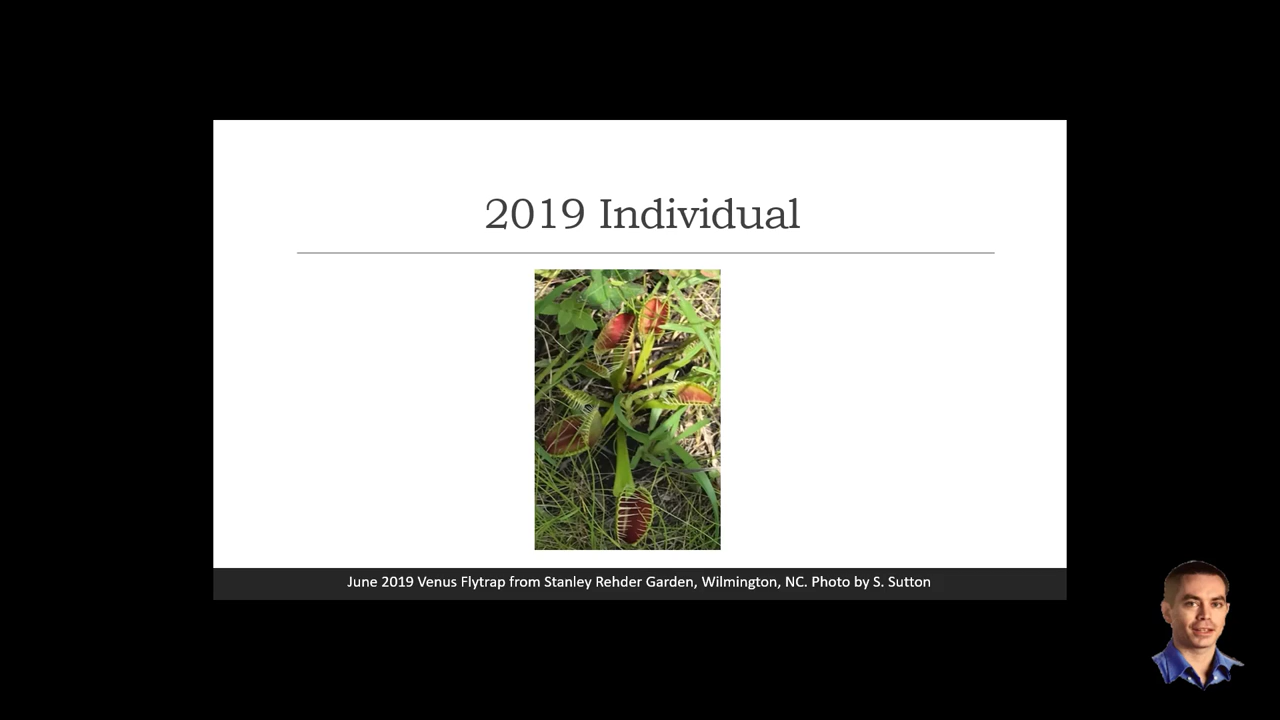 2019 Individual
June 2019 Venus Flytrap from Stanley Rehder Garden, Wilmington, NC. Photo by S. Sutton